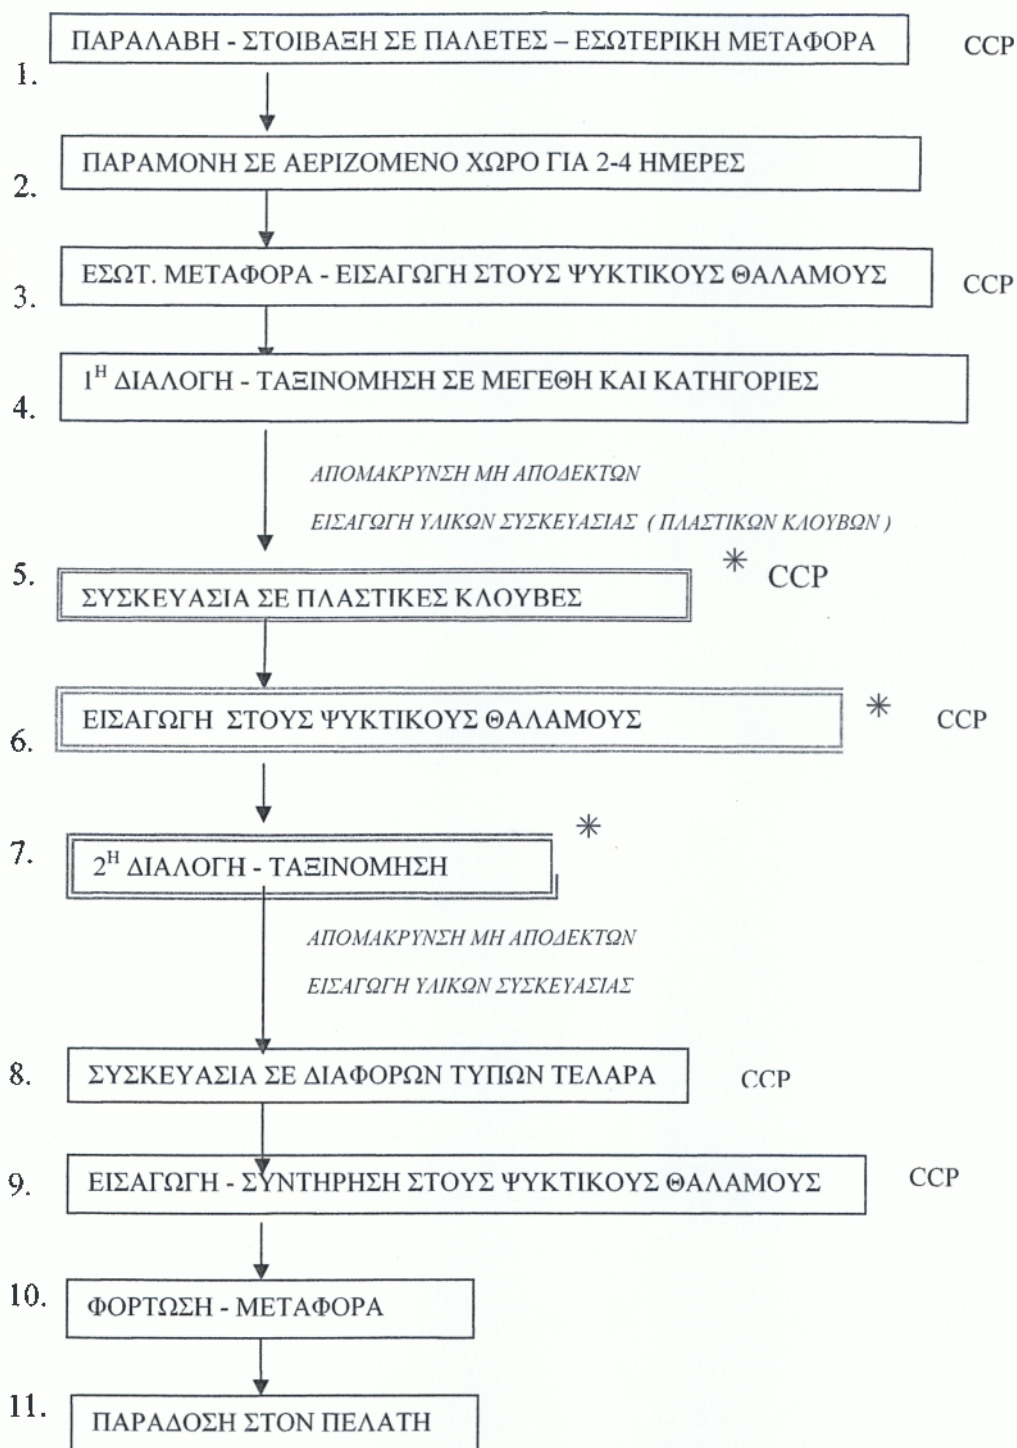 ΠΑΡΑΛΑΒΗ - ΣΤΟΙΒΑΞΗ ΣΕ ΠΑΛΕΤΕΣ – ΕΣΩΤΕΡΙΚΗ ΜΕΤΑΦΟΡΑ CCP
1.
ΠΑΡΑΜΟΝΗ ΣΕ ΑΕΡΙΖΟΜΕΝΟ ΧΩΡΟ ΓΙΑ 2-4 ΗΜΕΡΕΣ
2.
ΕΣΩΤ. ΜΕΤΑΦΟΡΑ - ΕΙΣΑΓΩΓΗ ΣΤΟΥΣ ΨΥΚΤΙΚΟΥΣ ΘΑΛΑΜΟΥΣ CCP
3.
1Η ΔΙΑΛΟΓΗ - ΤΑΞΙΝΟΜΗΣΗ ΣΕ ΜΕΓΕΘΗ ΚΑΙ ΚΑΤΗΓΟΡΙΕΣ
4.
ΑΠΟΜΑΚΡΥΝΣΗ ΜΗ ΑΠΟΔΕΚΤΩΝ
ΕΙΣΑΓΩΓΗ ΥΛΙΚΩΝ ΣΥΣΚΕΥΑΣΙΑΣ ( ΠΛΑΣΤΙΚΩΝ ΚΛΟΥΒΩΝ )
5. * CCP
ΣΥΣΚΕΥΑΣΙΑ ΣΕ ΠΛΑΣΤΙΚΕΣ ΚΛΟΥΒΕΣ
ΕΙΣΑΓΩΓΗ ΣΤΟΥΣ ΨΥΚΤΙΚΟΥΣ ΘΑΛΑΜΟΥΣ * CCP
6.
*
7. 2Η ΔΙΑΛΟΓΗ - ΤΑΞΙΝΟΜΗΣΗ
ΑΠΟΜΑΚΡΥΝΣΗ ΜΗ ΑΠΟΔΕΚΤΩΝ
ΕΙΣΑΓΩΓΗ ΥΛΙΚΩΝ ΣΥΣΚΕΥΑΣΙΑΣ
8. ΣΥΣΚΕΥΑΣΙΑ ΣΕ ΔΙΑΦΟΡΩΝ ΤΥΠΩΝ ΤΕΛΑΡΑ CCP
9. ΕΙΣΑΓΩΓΗ - ΣΥΝΤΗΡΗΣΗ ΣΤΟΥΣ ΨΥΚΤΙΚΟΥΣ ΘΑΛΑΜΟΥΣ CCP
10. ΦΟΡΤΩΣΗ - ΜΕΤΑΦΟΡΑ
11. ΠΑΡΑΔΟΣΗ ΣΤΟΝ ΠΕΛΑΤΗ